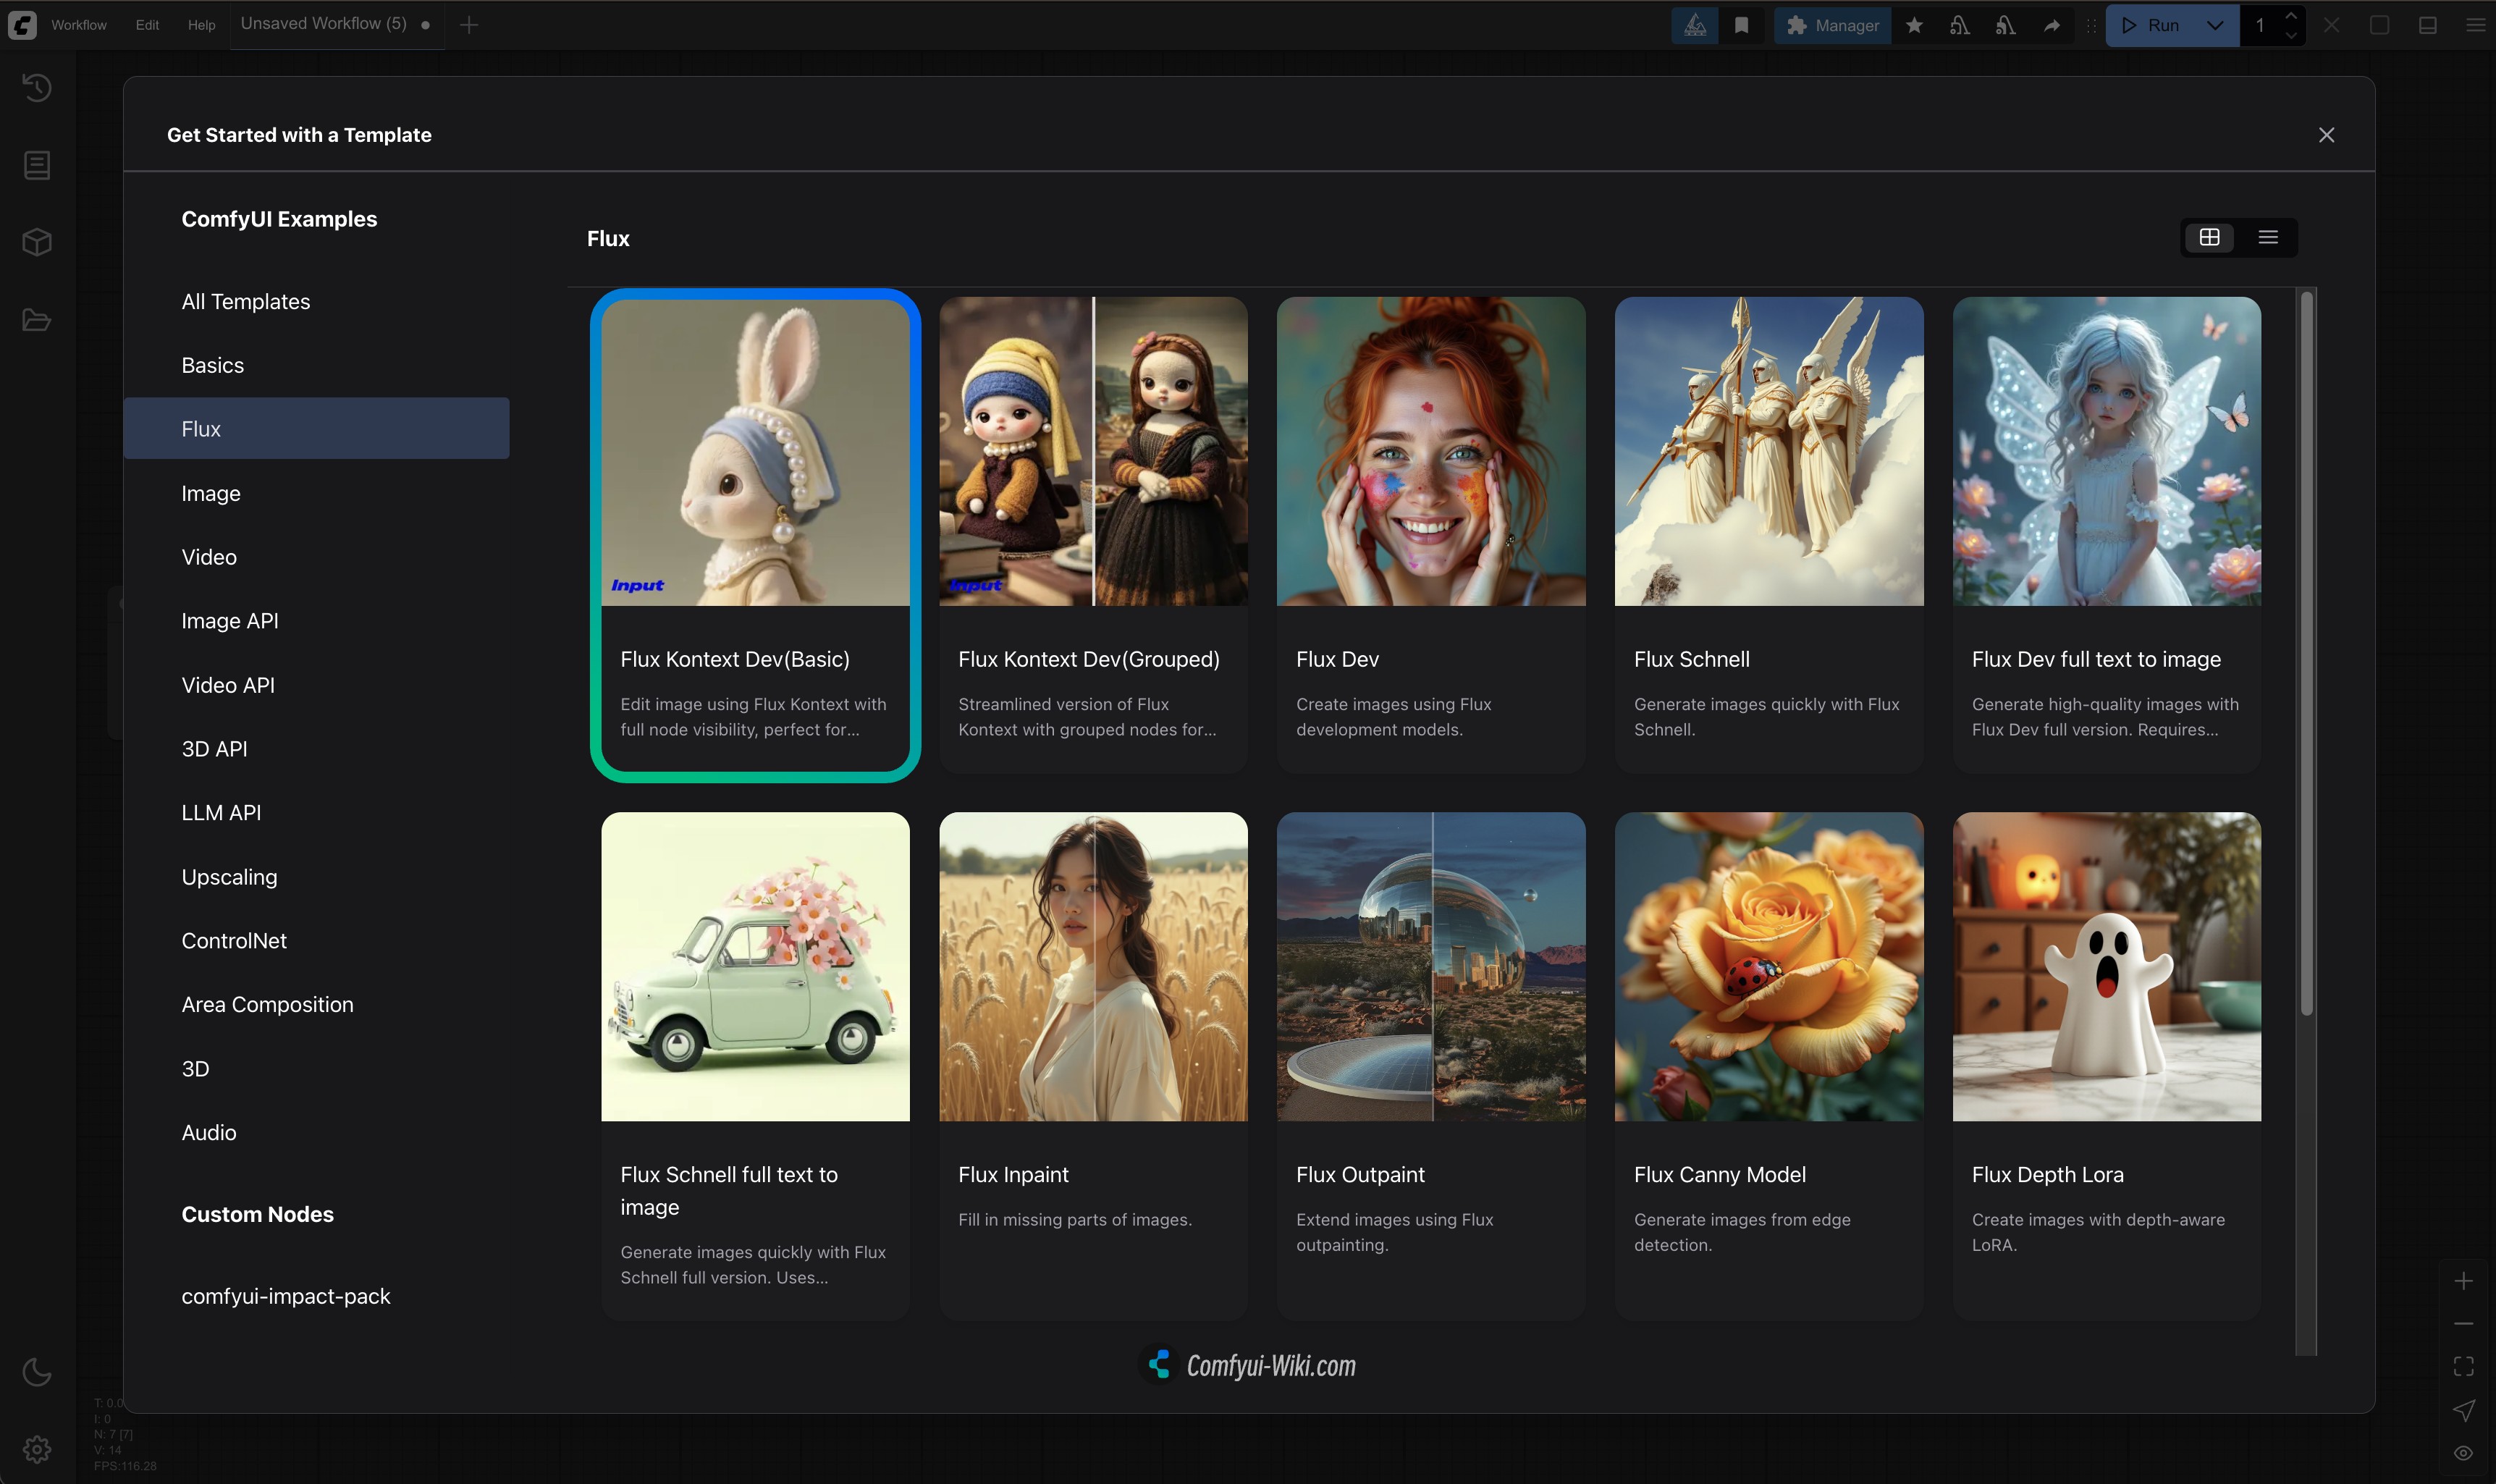 Workflow Edit Help Unsaved Workflow (5)
Manager
Run
1
Get Started with a Template
ComfyUI Examples
All Templates
Basics
Flux
Image
Video
Image API
Video API
3D API
LLM API
Upscaling
ControlNet
Area Composition
3D
Audio
Custom Nodes
comfyui-impact-pack
Flux
Input
Flux Kontext Dev(Basic)
Edit image using Flux Kontext with
full node visibility, perfect for...
Input
Flux Kontext Dev(Grouped)
Streamlined version of Flux
Kontext with grouped nodes for...
Flux Dev
Create images using Flux
development models.
Flux Schnell
Generate images quickly with Flux
Schnell.
Flux Dev full text to image
Generate high-quality images with
Flux Dev full version. Requires...
Flux Schnell full text to
image
Generate images quickly with Flux
Schnell full version. Uses...
Flux Inpaint
Fill in missing parts of images.
Flux Outpaint
Extend images using Flux
outpainting.
Flux Canny Model
Generate images from edge
detection.
Flux Depth Lora
Create images with depth-aware
LoRA.
Comfyui-Wiki.com
T: 0.0
I: 0
N: 7 [7]
V: 14
FPS:116.28